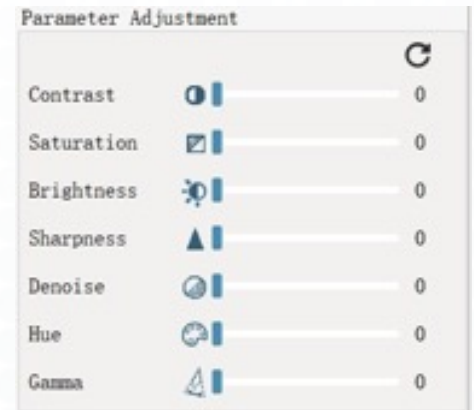 Parameter Adjustment
Contrast 0
Saturation 0
Brightness 0
Sharpness 0
Denoise 0
Hue 0
Gamma 0